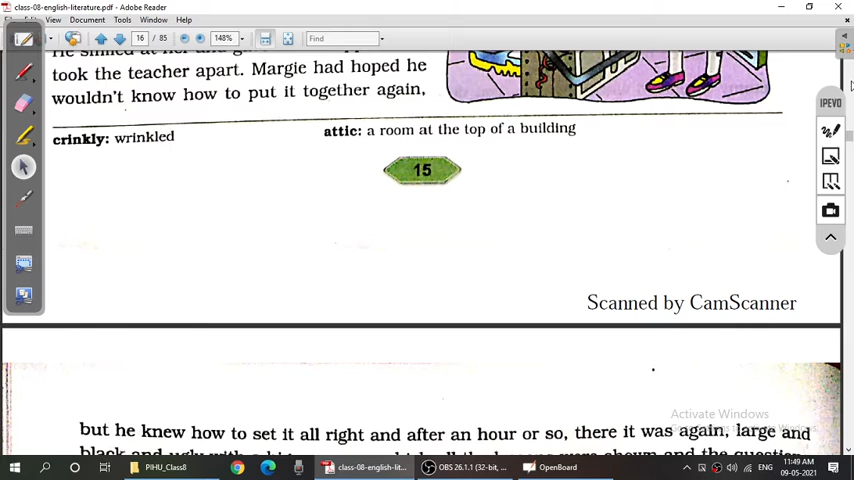 class-08-english-literature.pdf - Adobe Reader
View Document Tools Window Help
16 / 85 148% Find
took the teacher apart. Margie had hoped he
wouldn't know how to put it together again,
crinkly: wrinkled
attic: a room at the top of a building
15
Scanned by CamScanner
but he knew how to set it all right and after an hour or so, there it was again, large and
Activate Windows
IPEVO
PIHU_Class8
class-08-english-lit...
OBS 26.1.1 (32-bit, ...
OpenBoard
ENG
11:49 AM
09-05-2021